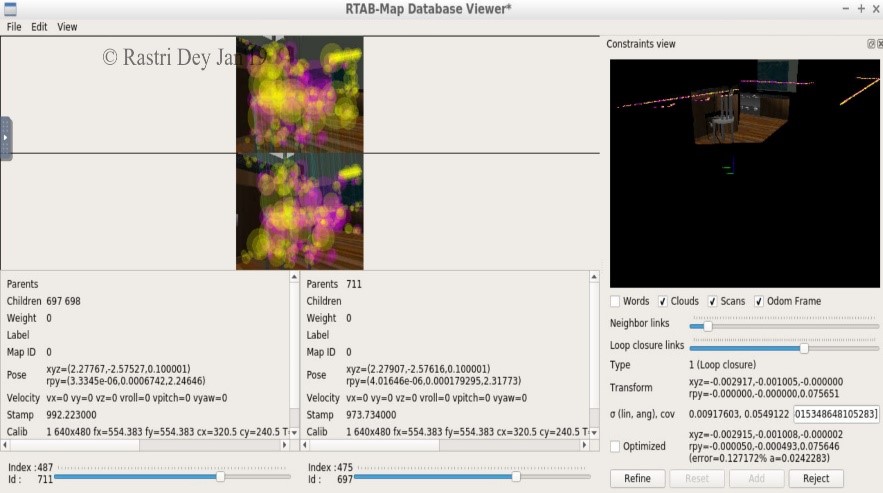 RTAB-Map Database Viewer*
File Edit View
© Rastri Dey Jan 19
Parents
Children 697 698
Weight 0
Label
Map ID 0
Pose xyz=(2.27767,-2.57527,0.100001)
rpy=(3.3345e-06,0.0006742,2.24646)
Velocity vx=0 vy=0 vz=0 vroll=0 vpitch=0 vyaw=0
Stamp 992.223000
Calib 1 640x480 fx=554.383 fy=554.383 cx=320.5 cy=240.5 T=
Index : 487
Id : 711
Parents 711
Children
Weight 0
Label
Map ID 0
Pose xyz=(2.27907,-2.57616,0.100001)
rpy=(4.01646e-06,0.000179295,2.31773)
Velocity vx=0 vy=0 vz=0 vroll=0 vpitch=0 vyaw=0
Stamp 973.734000
Calib 1 640x480 fx=554.383 fy=554.383 cx=320.5 cy=240.5 T=
Index : 475
Id : 697
Constraints view
Words Clouds Scans Odom Frame
Neighbor links
Loop closure links
Type 1 (Loop closure)
Transform xyz=-0.002917,-0.001005,-0.000000
rpy=-0.000000,-0.000000,0.075651
σ (lin, ang), cov 0.00917603, 0.0549122 015348648105283]
Optimized xyz=-0.002915,-0.001008,-0.000002
rpy=-0.000050,-0.000493,0.075646
(error=0.127172% a=0.0242283)
Refine Reset Add Reject